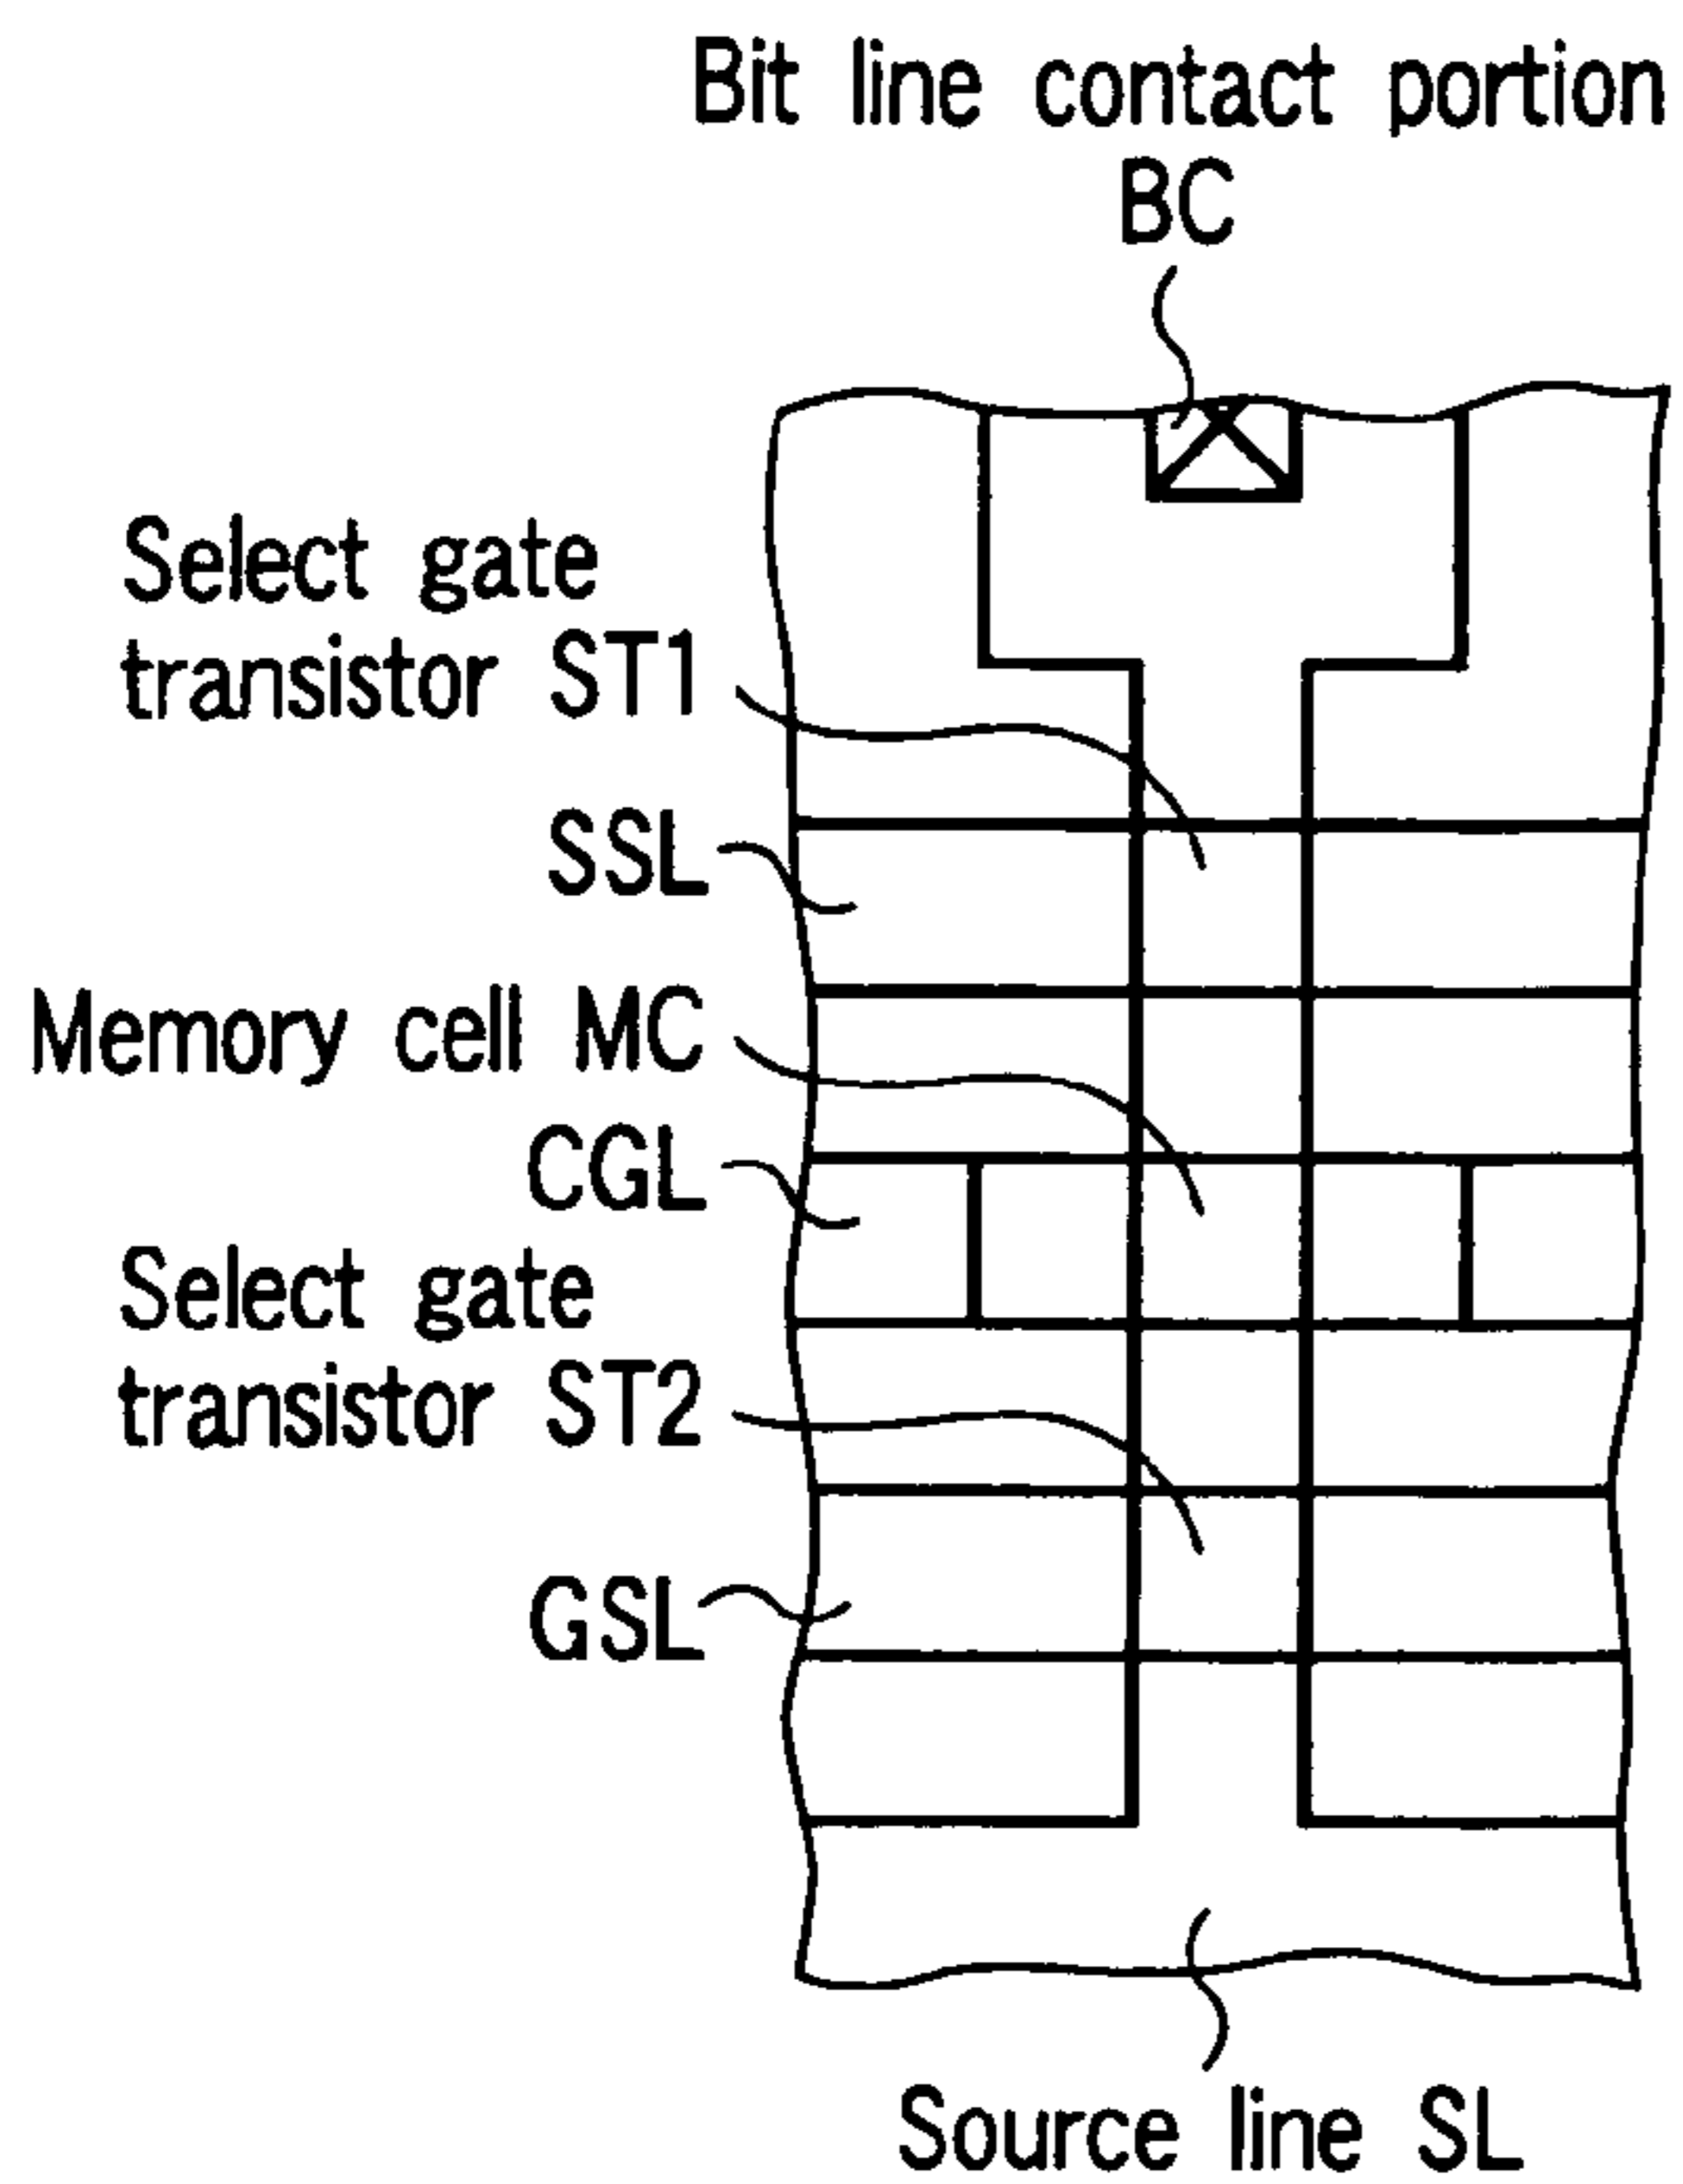 Bit line contact portion
BC
Select gate
transistor ST1
SSL
Memory cell MC
CGL
Select gate
transistor ST2
GSL
Source line SL